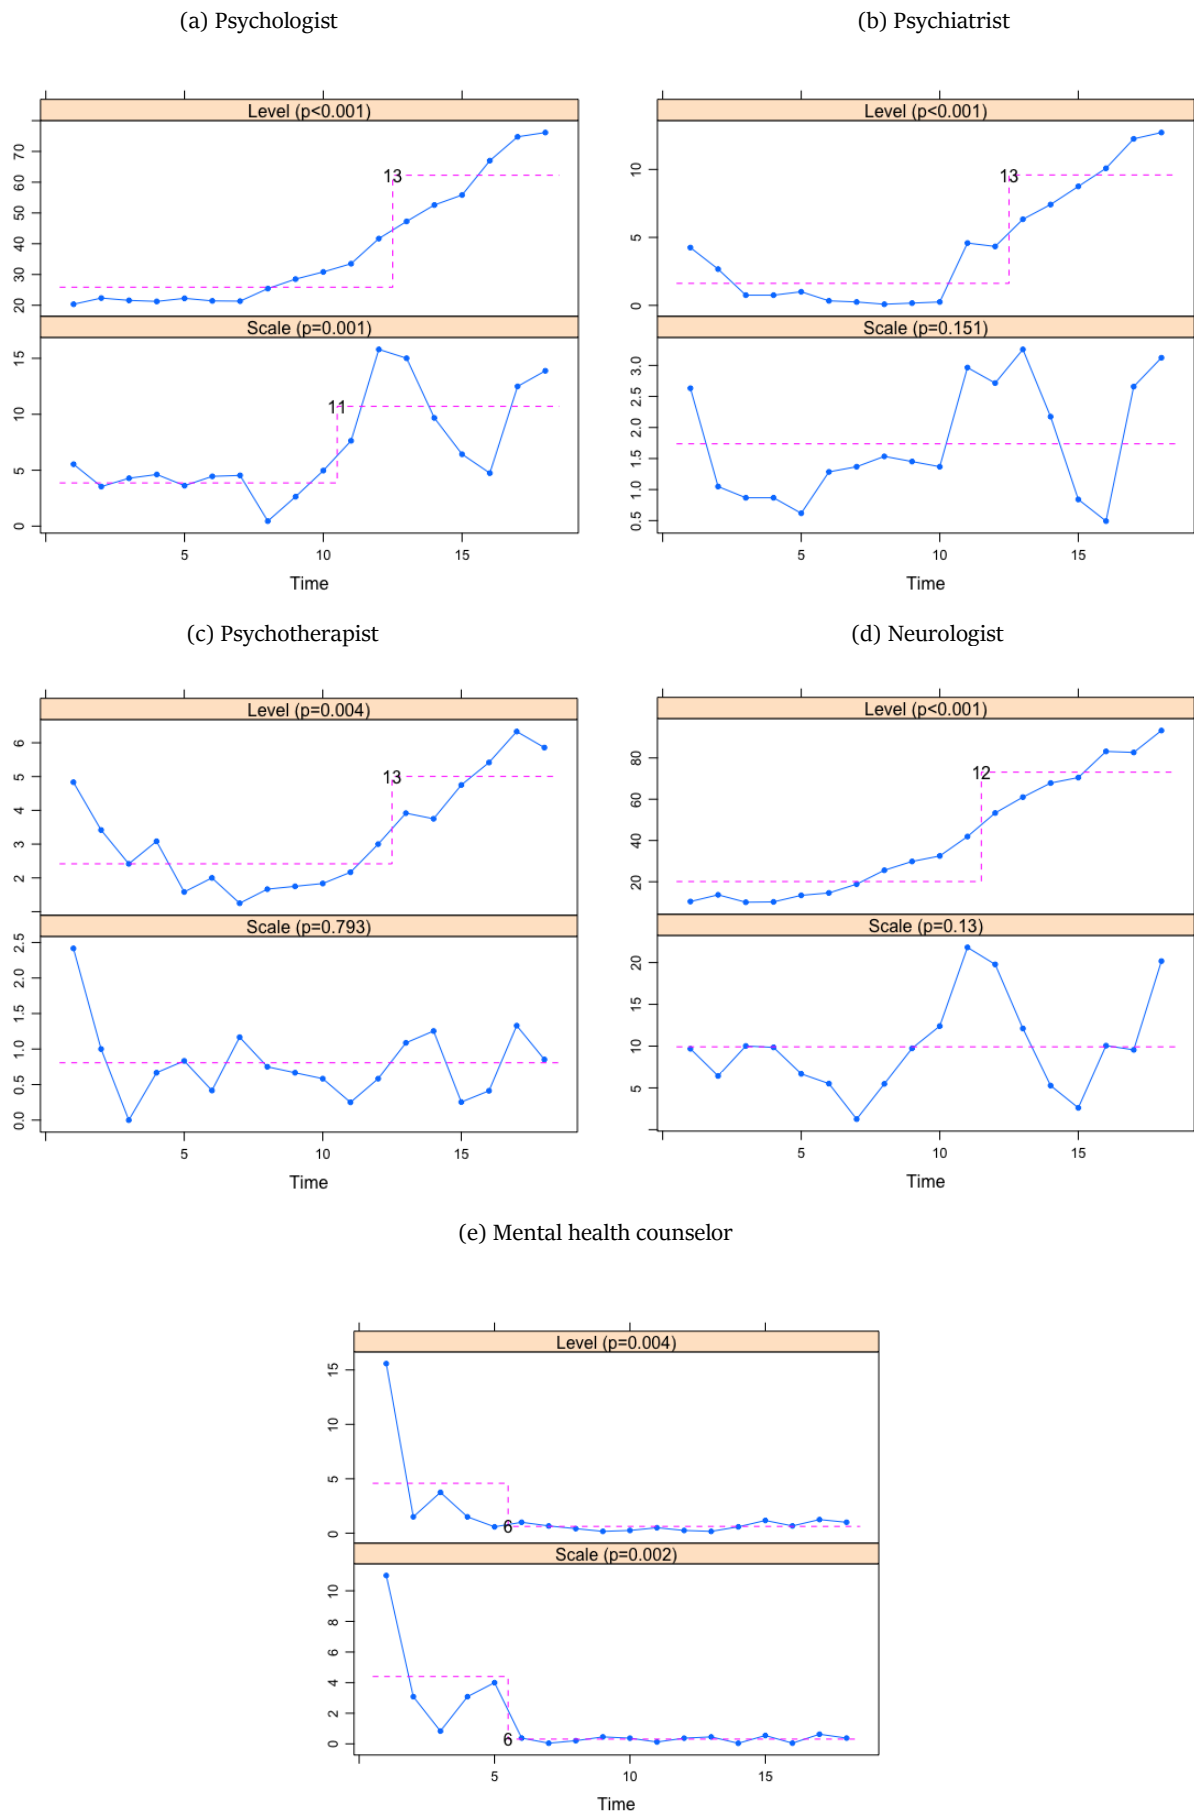 (a) Psychologist
Level (p<0.001)
20 30 40 50 60 70
13
Scale (p=0.001)
0 5 10 15
11
5 10 15
Time
(b) Psychiatrist
Level (p<0.001)
0 5 10
13
Scale (p=0.151)
0.5 1.0 1.5 2.0 2.5 3.0
5 10 15
Time
(c) Psychotherapist
Level (p=0.004)
2 3 4 5 6
13
Scale (p=0.793)
0.0 0.5 1.0 1.5 2.0 2.5
5 10 15
Time
(d) Neurologist
Level (p<0.001)
20 40 60 80
12
Scale (p=0.13)
5 10 15 20
5 10 15
Time
(e) Mental health counselor
Level (p=0.004)
0 5 10 15
6
Scale (p=0.002)
0 2 4 6 8 10
6
5 10 15
Time